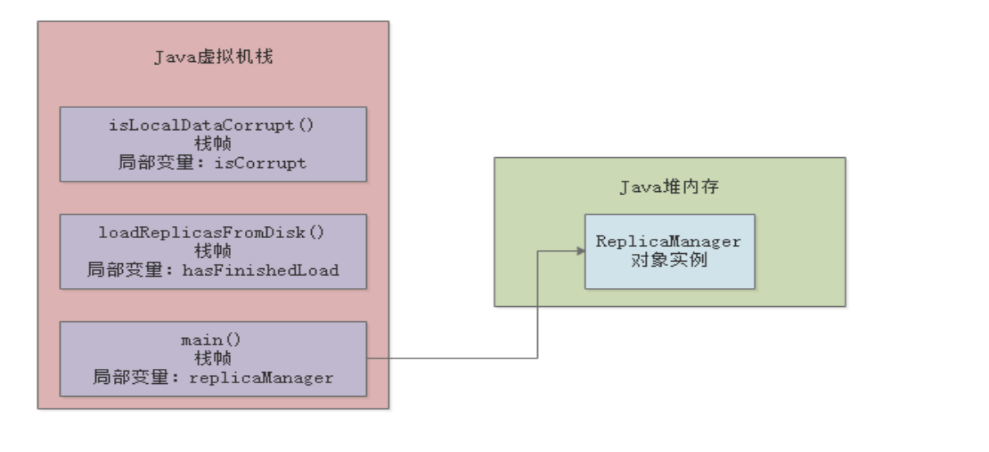 Java虚拟机栈
isLocalDataCorrupt()
栈帧
局部变量：isCorrupt
loadReplicasFromDisk()
栈帧
局部变量：hasFinishedLoad
main()
栈帧
局部变量：replicaManager
Java堆内存
ReplicaManager
对象实例